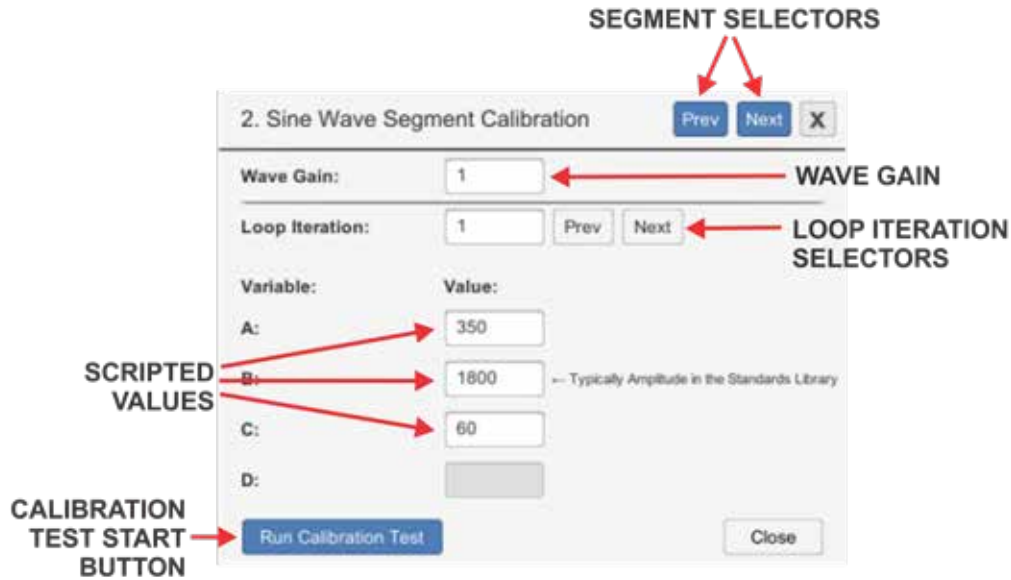 SEGMENT SELECTORS
2. Sine Wave Segment Calibration
Prev
Next
X
Wave Gain:
1
WAVE GAIN
Loop Iteration:
1
Prev
Next
LOOP ITERATION
SELECTORS
Variable:
Value:
A:
350
SCRIPTED
VALUES
B:
1800
← Typically Amplitude in the Standards Library
C:
60
D:
CALIBRATION
TEST START
BUTTON
Run Calibration Test
Close